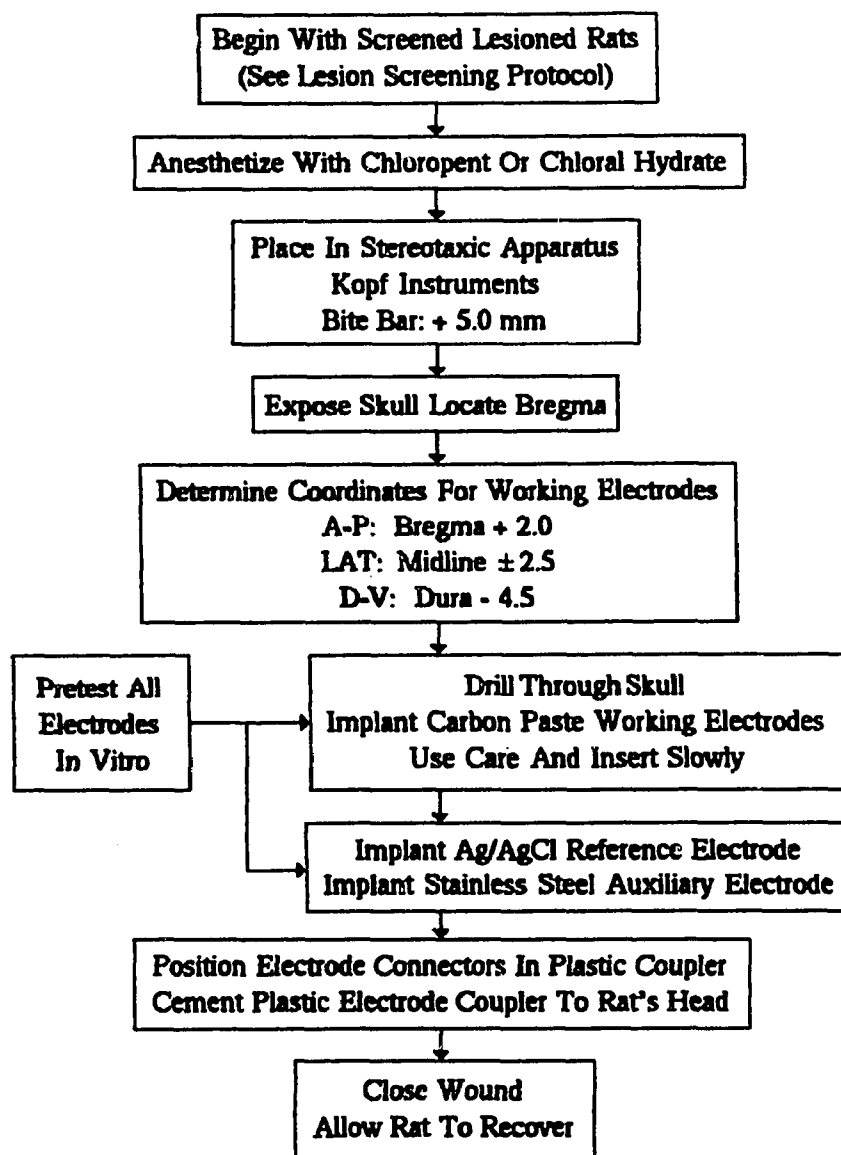 Begin With Screened Lesioned Rats
(See Lesion Screening Protocol)
Anesthetize With Chloropent Or Chloral Hydrate
Place In Stereotaxic Apparatus
Kopf Instruments
Bite Bar: + 5.0 mm
Expose Skull Locate Bregma
Determine Coordinates For Working Electrodes
A-P: Bregma + 2.0
LAT: Midline ± 2.5
D-V: Dura - 4.5
Pretest All
Electrodes
In Vitro
Drill Through Skull
Implant Carbon Paste Working Electrodes
Use Care And Insert Slowly
Implant Ag/AgCl Reference Electrode
Implant Stainless Steel Auxiliary Electrode
Position Electrode Connectors In Plastic Coupler
Cement Plastic Electrode Coupler To Rat's Head
Close Wound
Allow Rat To Recover